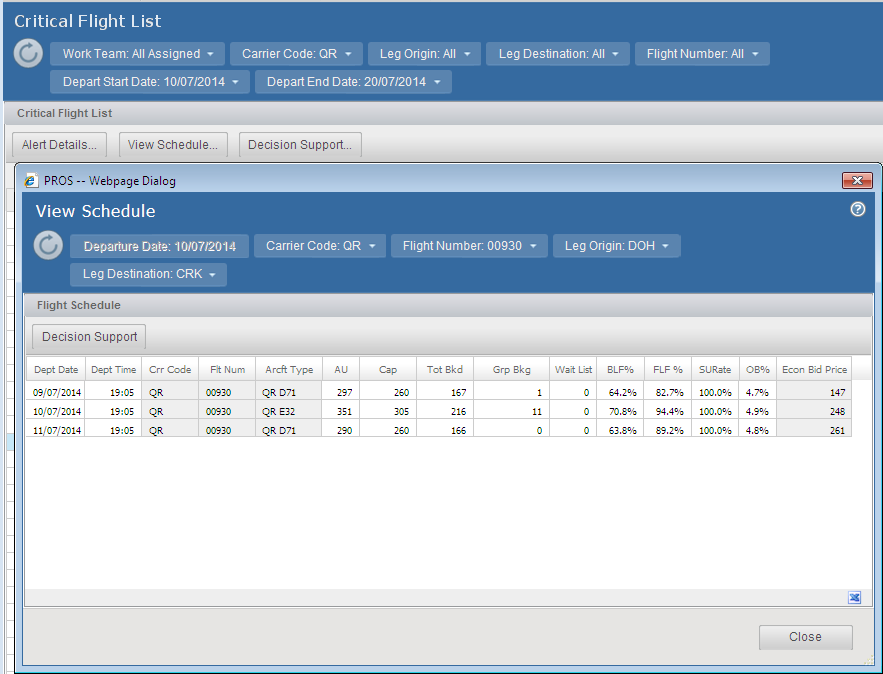 Critical Flight List
Work Team: All Assigned Carrier Code: QR Leg Origin: All Leg Destination: All Flight Number: All
Depart Start Date: 10/07/2014 Depart End Date: 20/07/2014
Critical Flight List
Alert Details... View Schedule... Decision Support...
PROS -- Webpage Dialog
View Schedule
Departure Date: 10/07/2014 Carrier Code: QR Flight Number: 00930 Leg Origin: DOH
Leg Destination: CRK
Flight Schedule
Decision Support
Dept Date Dept Time Crr Code Flt Num Arcft Type AU Cap Tot Bkd Grp Bkg Wait List BLF% FLF % SURate OB% Econ Bid Price
09/07/2014 19:05 QR 00930 QR D71 297 260 167 1 0 64.2% 82.7% 100.0% 4.7% 147
10/07/2014 19:05 QR 00930 QR E32 351 305 216 11 0 70.8% 94.4% 100.0% 4.9% 248
11/07/2014 19:05 QR 00930 QR D71 290 260 166 0 0 63.8% 89.2% 100.0% 4.8% 261
Close